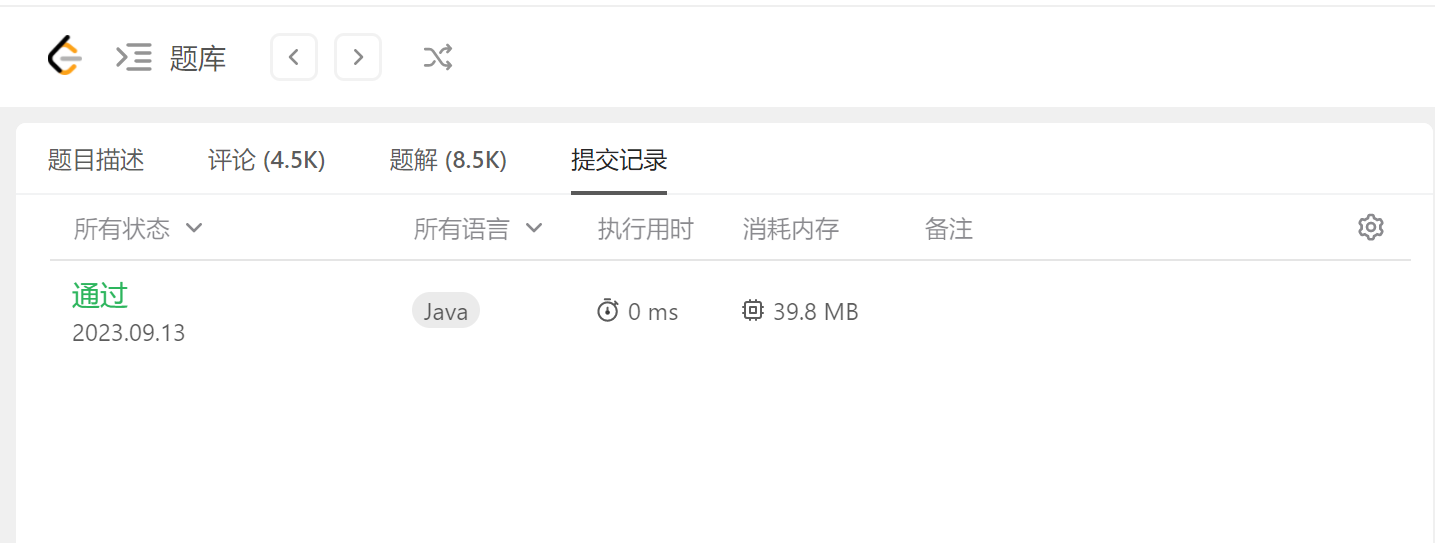 题库
题目描述 评论 (4.5K) 题解 (8.5K) 提交记录
所有状态 所有语言 执行用时 消耗内存 备注
通过
2023.09.13
Java 0 ms 39.8 MB